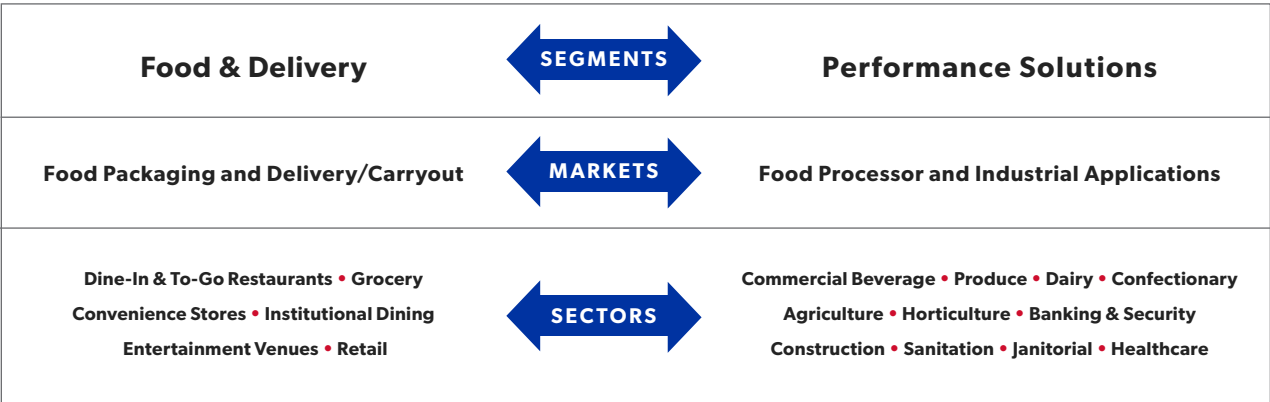 Food & Delivery
SEGMENTS
Performance Solutions
Food Packaging and Delivery/Carryout
MARKETS
Food Processor and Industrial Applications
Dine-In & To-Go Restaurants • Grocery
Convenience Stores • Institutional Dining
Entertainment Venues • Retail
SECTORS
Commercial Beverage • Produce • Dairy • Confectionary
Agriculture • Horticulture • Banking & Security
Construction • Sanitation • Janitorial • Healthcare